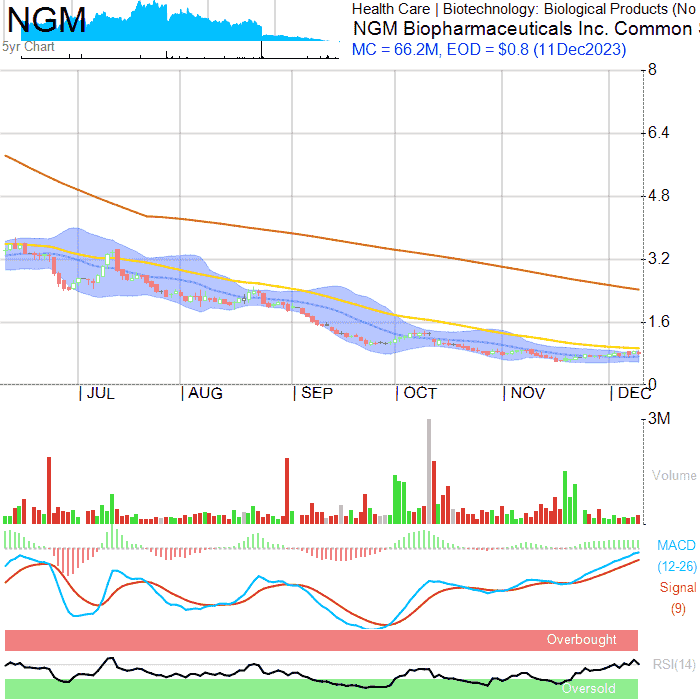 NGM
5yr Chart
Health Care | Biotechnology: Biological Products (No
NGM Biopharmaceuticals Inc. Common
MC = 66.2M, EOD = $0.8 (11Dec2023)
8
6.4
4.8
3.2
1.6
0
| JUL | AUG | SEP | OCT | NOV | DEC
3M
Volume
MACD
(12-26)
Signal
(9)
Overbought
RSI(14)
Oversold